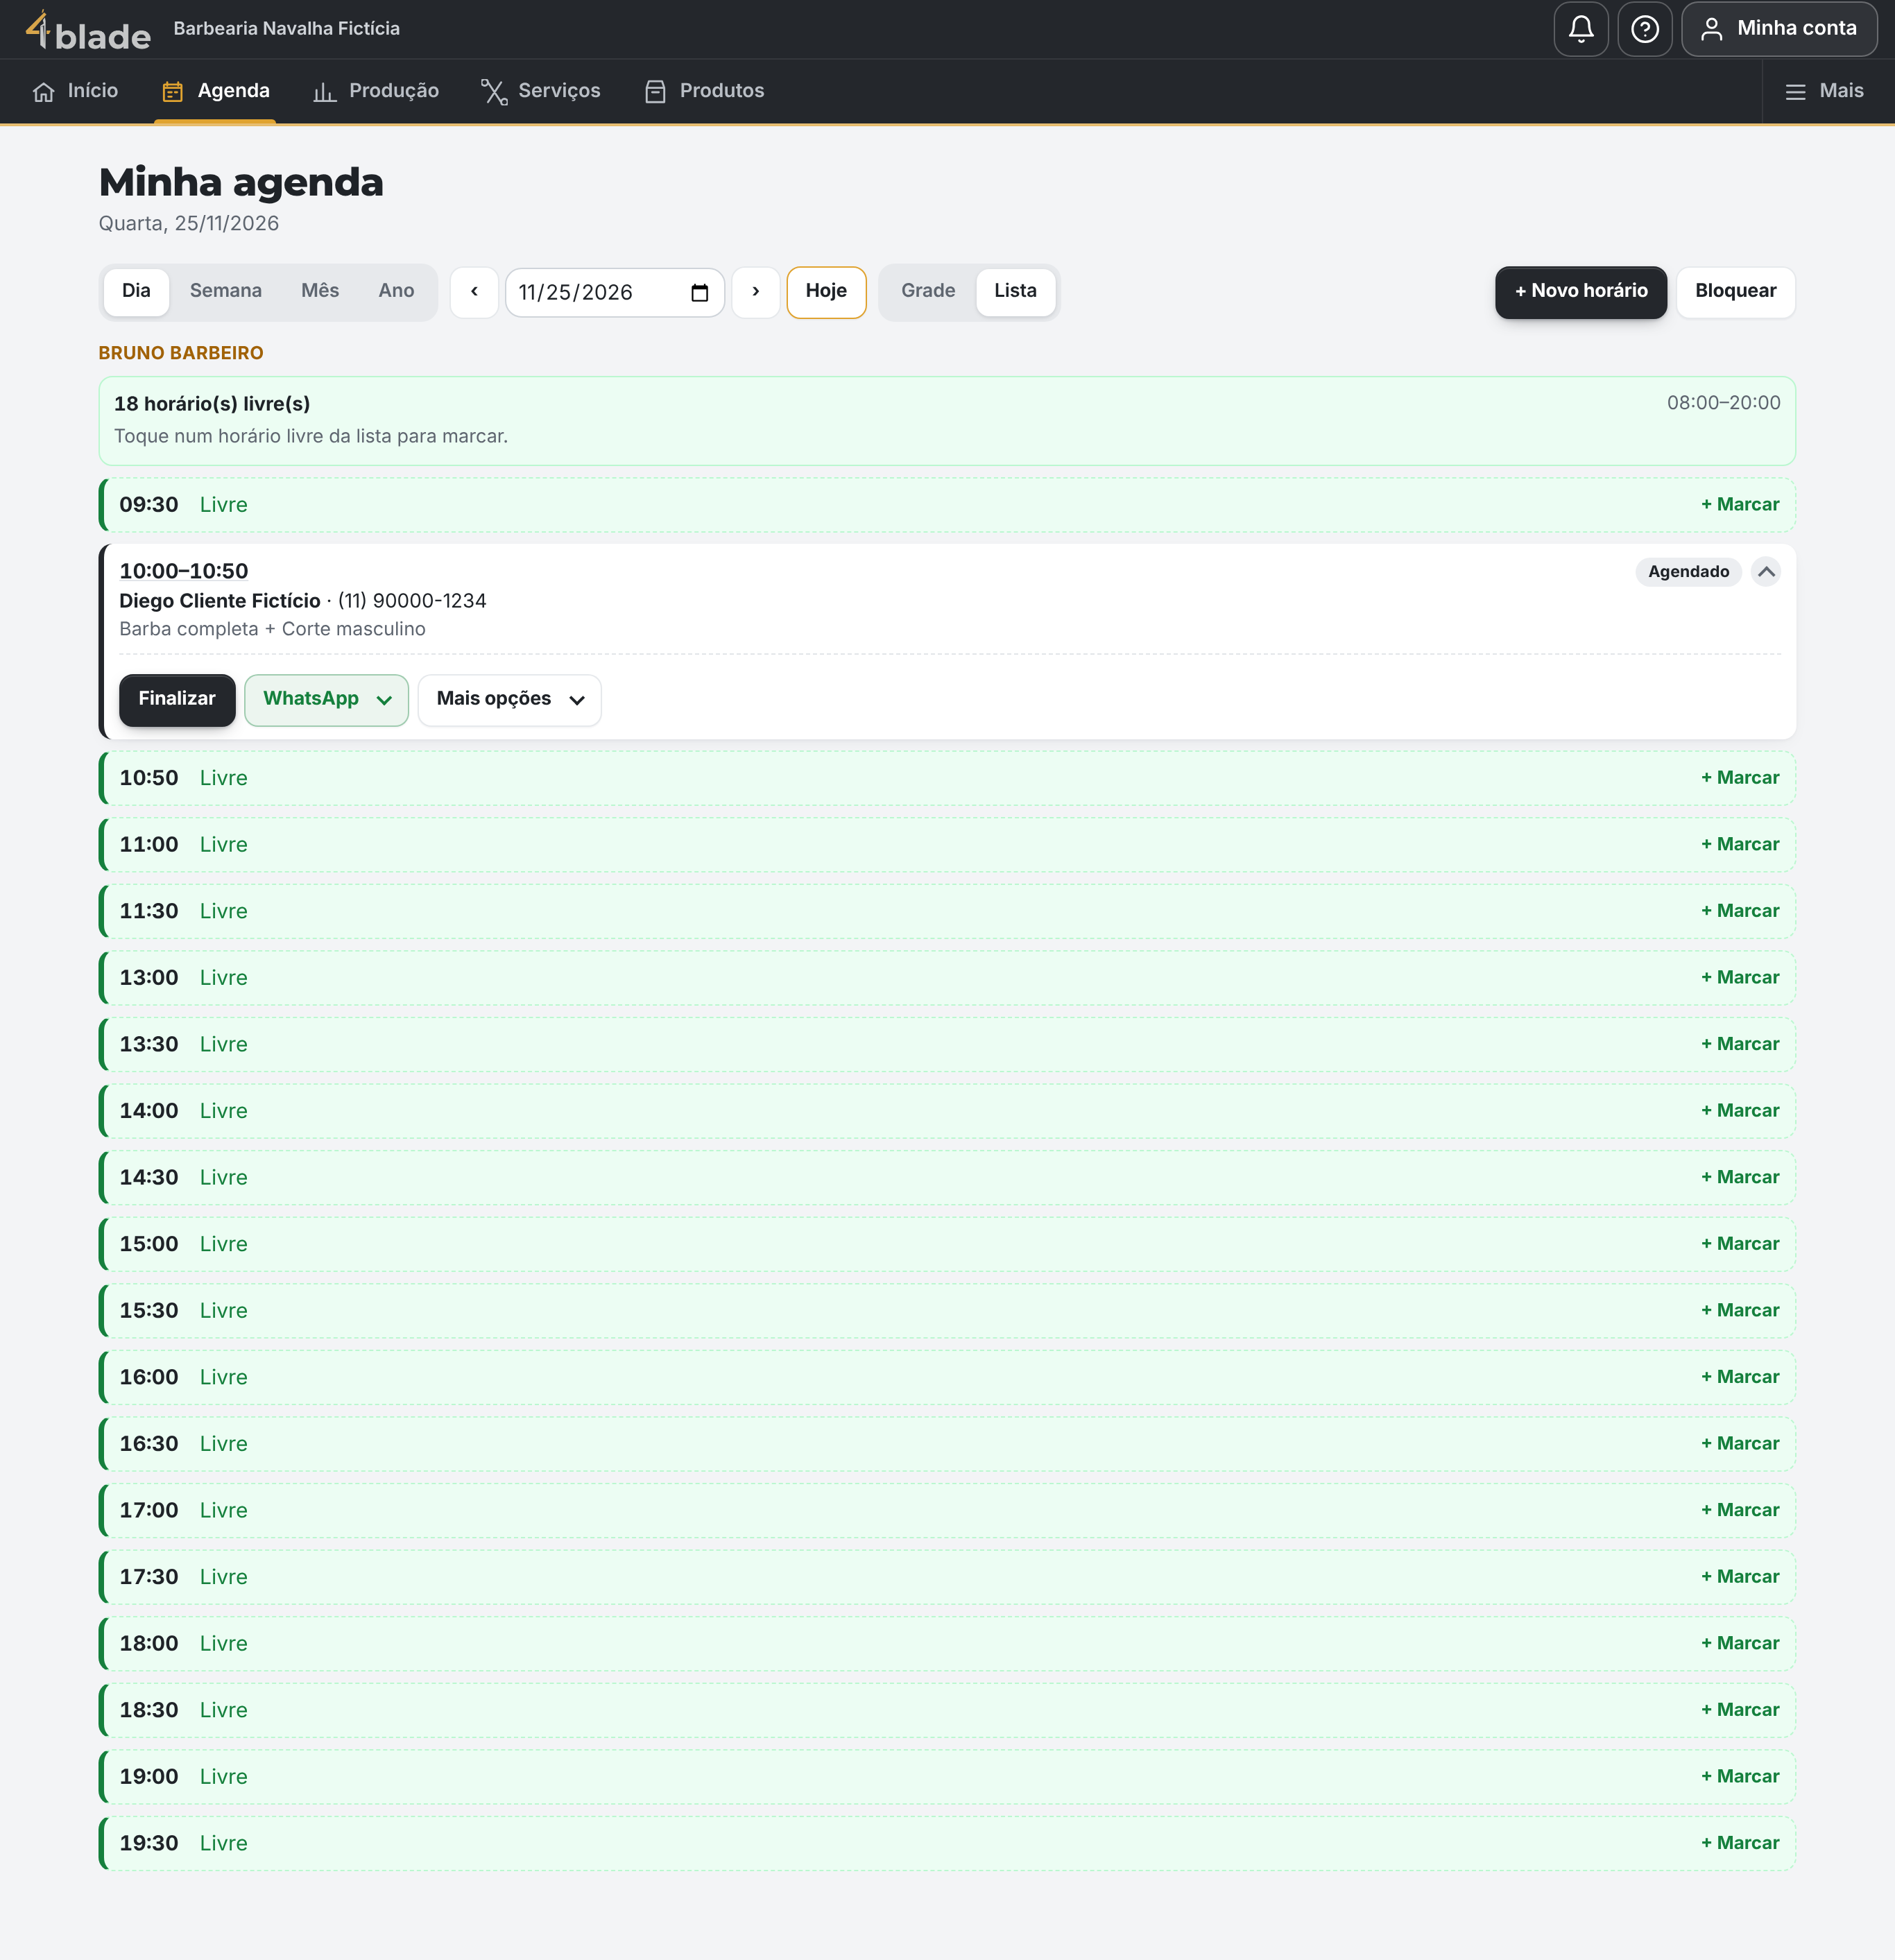 4blade Barbearia Navalha Fictícia Minha conta
Início Agenda Produção Serviços Produtos Mais
Minha agenda
Quarta, 25/11/2026
Dia Semana Mês Ano ‹ 11/25/2026 › Hoje Grade Lista + Novo horário Bloquear
BRUNO BARBEIRO
18 horário(s) livre(s) 08:00–20:00
Toque num horário livre da lista para marcar.
09:30 Livre + Marcar
10:00–10:50 Agendado
Diego Cliente Fictício · (11) 90000-1234
Barba completa + Corte masculino
Finalizar WhatsApp Mais opções
10:50 Livre + Marcar
11:00 Livre + Marcar
11:30 Livre + Marcar
13:00 Livre + Marcar
13:30 Livre + Marcar
14:00 Livre + Marcar
14:30 Livre + Marcar
15:00 Livre + Marcar
15:30 Livre + Marcar
16:00 Livre + Marcar
16:30 Livre + Marcar
17:00 Livre + Marcar
17:30 Livre + Marcar
18:00 Livre + Marcar
18:30 Livre + Marcar
19:00 Livre + Marcar
19:30 Livre + Marcar